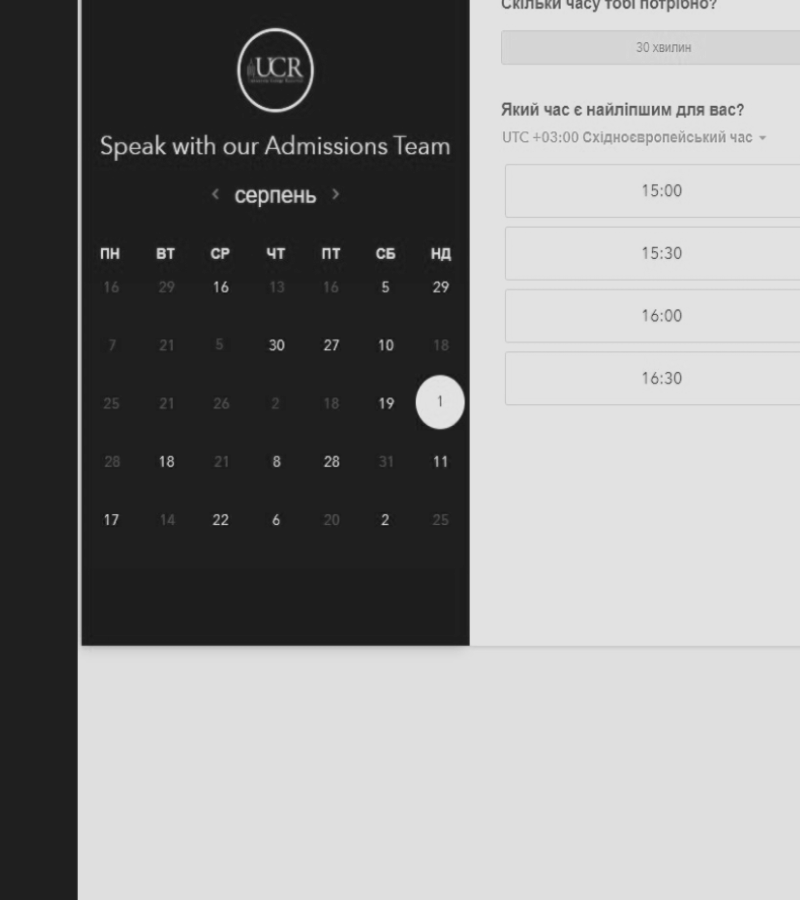 UCR
Speak with our Admissions Team
серпень
ПН ВТ СР ЧТ ПТ СБ НД
16 29 16 13 16 5 29
7 21 5 30 27 10 18
25 21 26 2 18 19 1
28 18 21 8 28 31 11
17 14 22 6 20 2 25
Скільки часу тобі потрібно?
30 хвилин
Який час є найліпшим для вас?
UTC +03:00 Східноєвропейський час
15:00
15:30
16:00
16:30